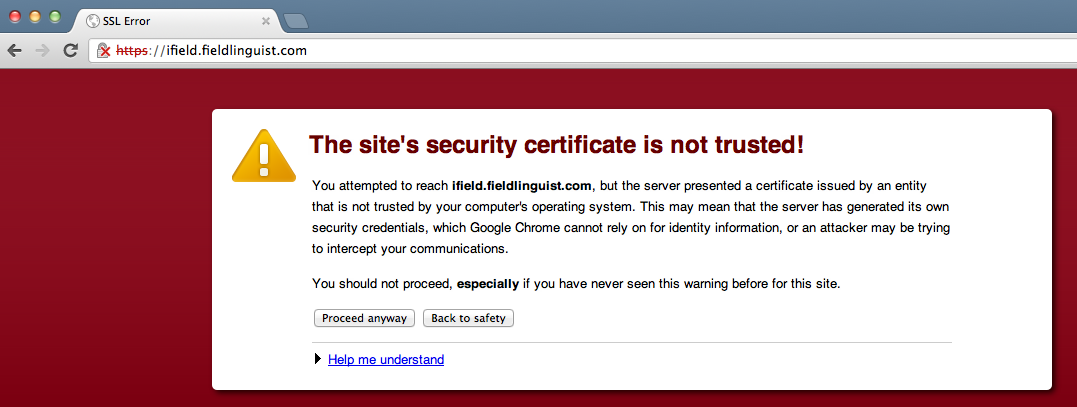 SSL Error
https://ifield.fieldlinguist.com
The site's security certificate is not trusted!
You attempted to reach ifield.fieldlinguist.com, but the server presented a certificate issued by an entity
that is not trusted by your computer's operating system. This may mean that the server has generated its own
security credentials, which Google Chrome cannot rely on for identity information, or an attacker may be trying
to intercept your communications.
You should not proceed, especially if you have never seen this warning before for this site.
Proceed anyway Back to safety
Help me understand